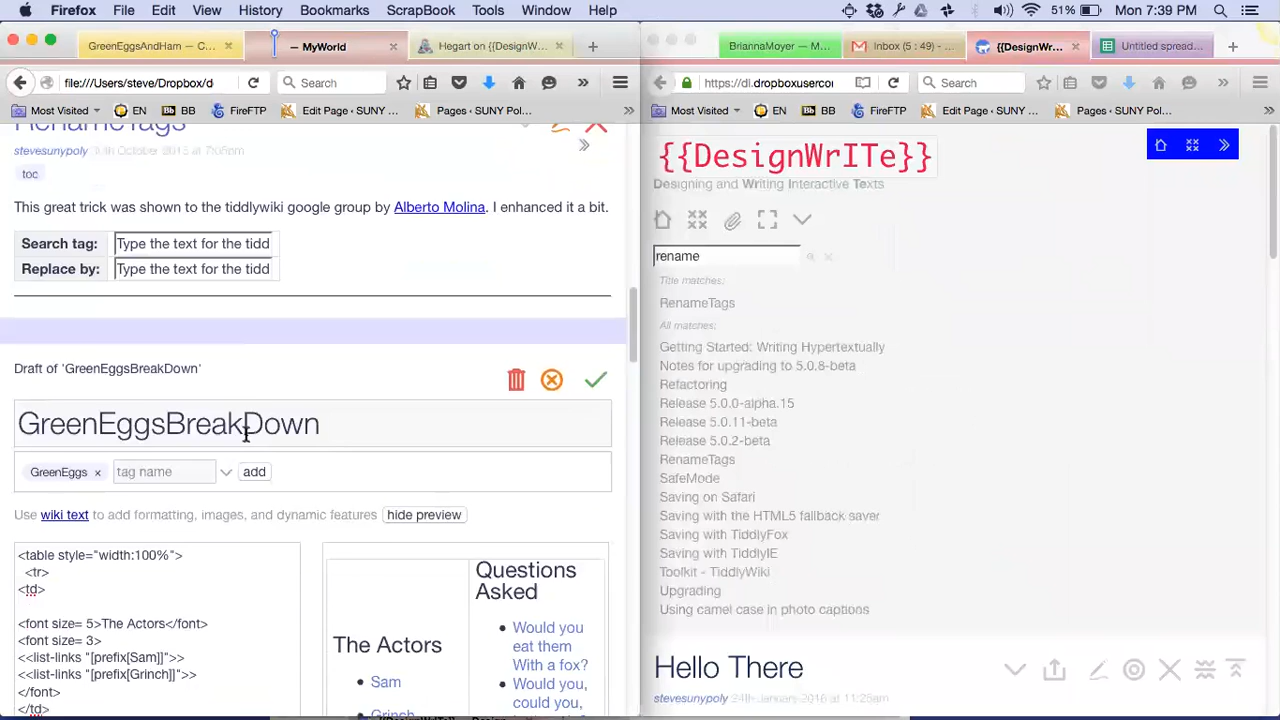 Firefox File Edit View History Bookmarks ScrapBook Tools Window Help 51% Mon 7:39 PM
GreenEggsAndHam — C... — MyWorld Hegart on {{DesignW...
BriannaMoyer — M... Inbox (5 : 49) - ... {{DesignWr... Untitled spread...
file:///Users/steve/Dropbox/d Search
https://dl.dropboxusercor Search
Most Visited EN BB FireFTP Edit Page ‹ SUNY ... Pages ‹ SUNY Pol...
Most Visited EN BB FireFTP Edit Page ‹ SUNY ... Pages ‹ SUNY Pol...
RenameTags
stevesunypoly
toc
This great trick was shown to the tiddlywiki google group by Alberto Molina. I enhanced it a bit.
Search tag: Type the text for the tidd
Replace by: Type the text for the tidd
Draft of 'GreenEggsBreakDown'
GreenEggsBreakDown
GreenEggs × tag name add
Use wiki text to add formatting, images, and dynamic features hide preview
<table style="width:100%">
<tr>
<td>
<font size= 5>The Actors</font>
<font size= 3>
<<list-links "[prefix[Sam]]">>
<<list-links "[prefix[Grinch]]">>
</font>
</td>
The Actors
Sam
Grinch
Questions
Asked
Would you
eat them
With a fox?
Would you,
could you,
{{DesignWrITe}}
Designing and Writing Interactive Texts
rename
Title matches:
RenameTags
All matches:
Getting Started: Writing Hypertextually
Notes for upgrading to 5.0.8-beta
Refactoring
Release 5.0.0-alpha.15
Release 5.0.11-beta
Release 5.0.2-beta
RenameTags
SafeMode
Saving on Safari
Saving with the HTML5 fallback saver
Saving with TiddlyFox
Saving with TiddlyIE
Toolkit - TiddlyWiki
Upgrading
Using camel case in photo captions
Hello There
stevesunypoly 24th January 2016 at 11:25am